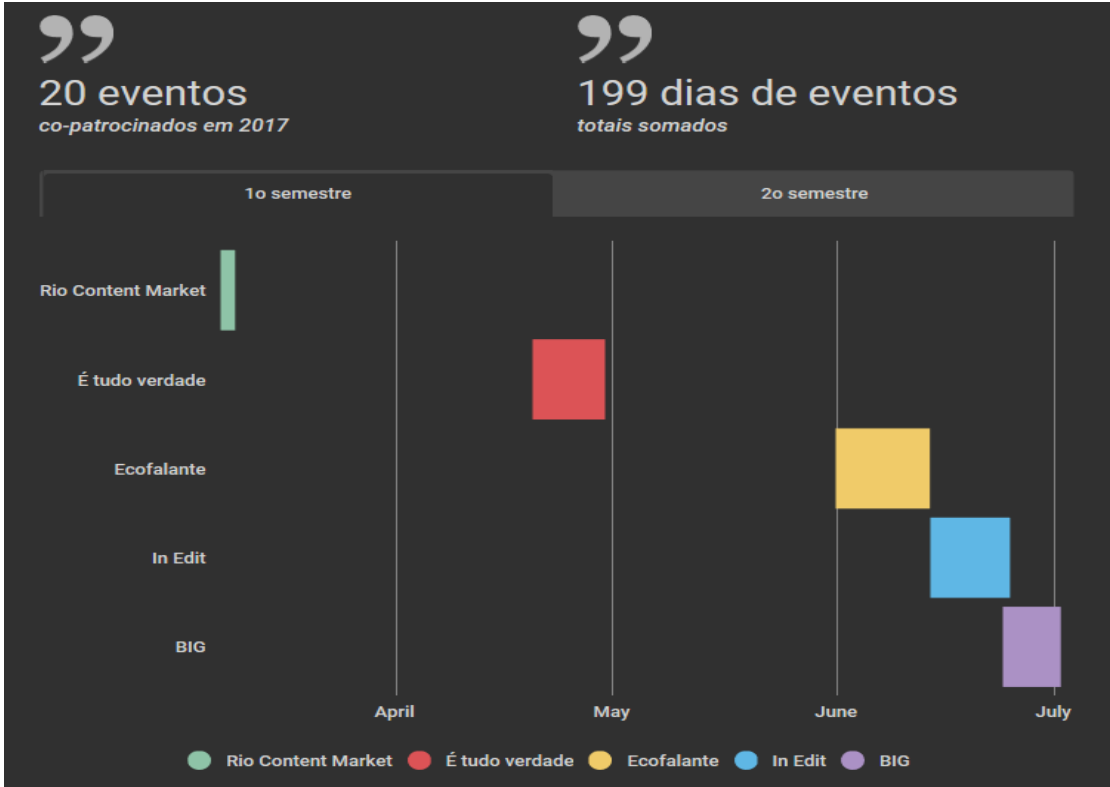 20 eventos
co-patrocinados em 2017
199 dias de eventos
totais somados
1o semestre
2o semestre
Rio Content Market
É tudo verdade
Ecofalante
In Edit
BIG
April May June July
Rio Content Market É tudo verdade Ecofalante In Edit BIG